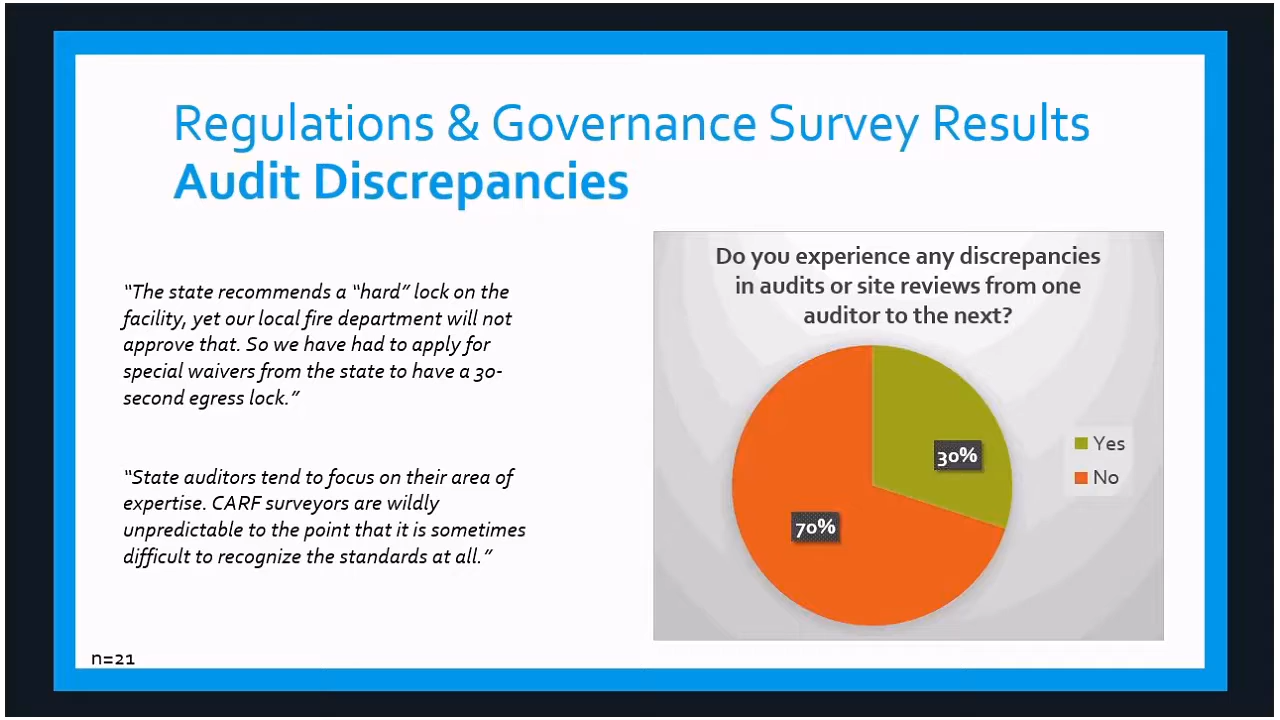 Regulations & Governance Survey Results
Audit Discrepancies
“The state recommends a “hard” lock on the
facility, yet our local fire department will not
approve that. So we have had to apply for
special waivers from the state to have a 30-
second egress lock.”
“State auditors tend to focus on their area of
expertise. CARF surveyors are wildly
unpredictable to the point that it is sometimes
difficult to recognize the standards at all.”
n=21
Do you experience any discrepancies
in audits or site reviews from one
auditor to the next?
30%
70%
Yes
No